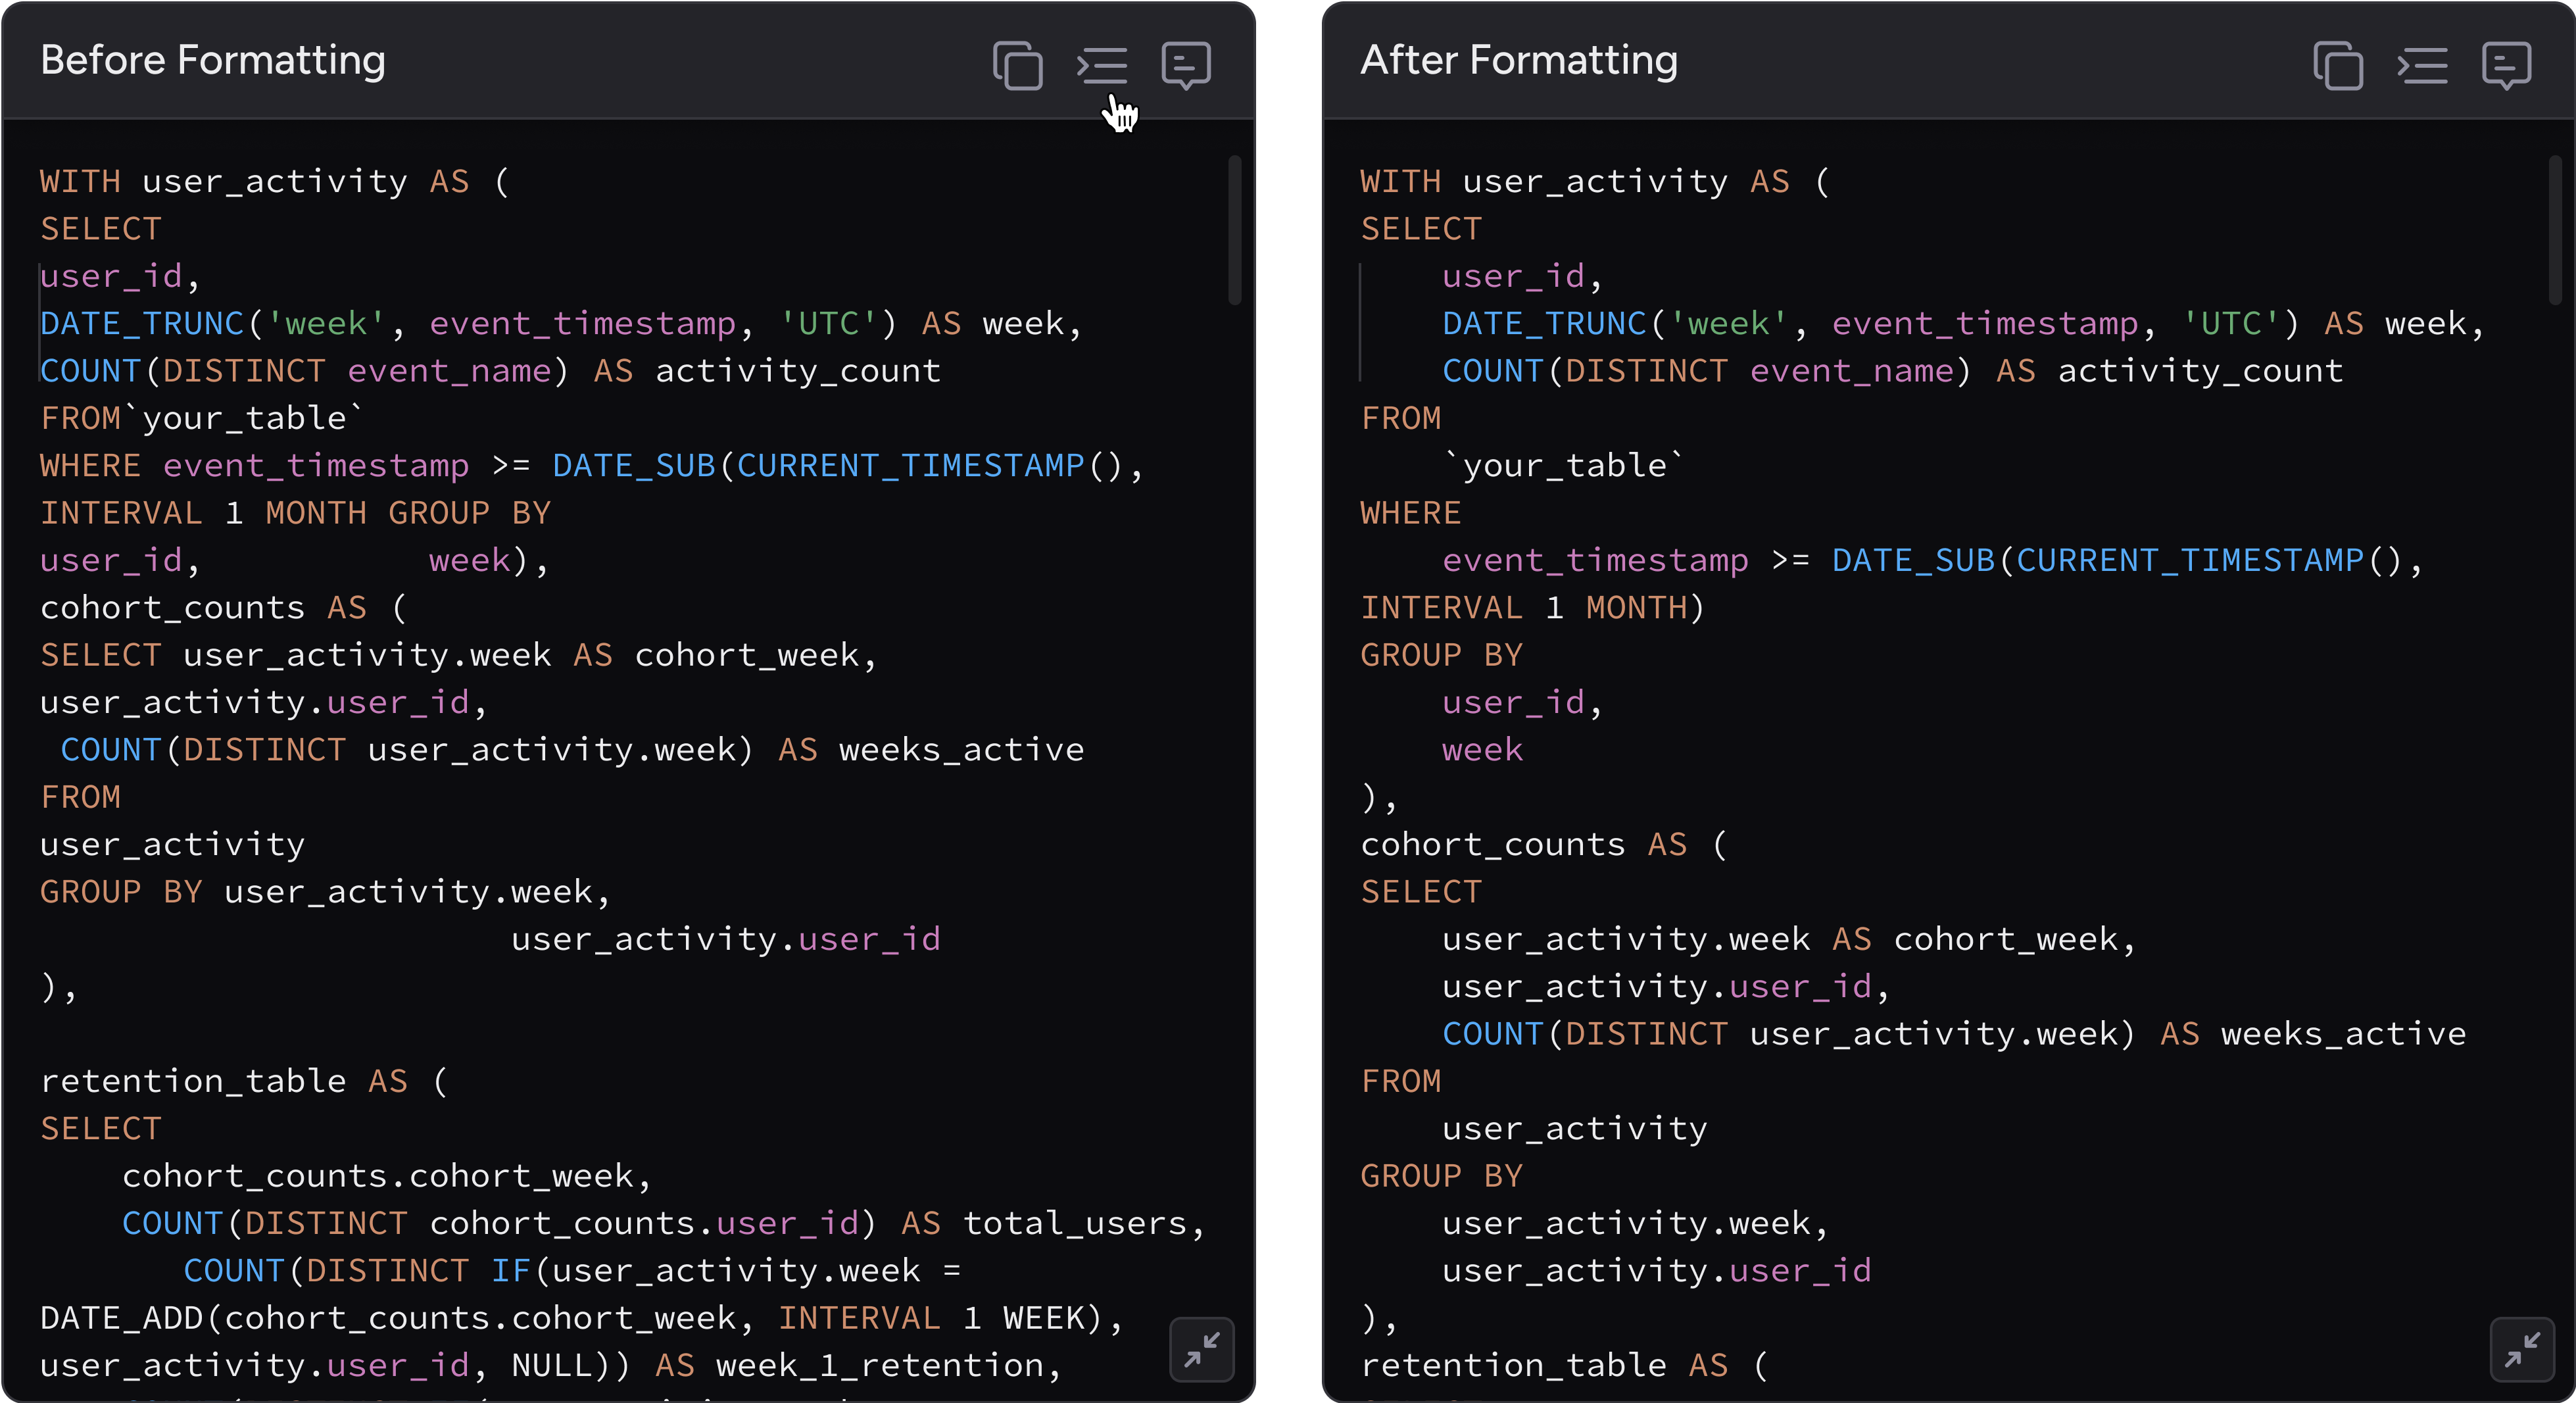 Before Formatting
WITH user_activity AS (
SELECT
user_id,
DATE_TRUNC('week', event_timestamp, 'UTC') AS week,
COUNT(DISTINCT event_name) AS activity_count
FROM`your_table`
WHERE event_timestamp >= DATE_SUB(CURRENT_TIMESTAMP(),
INTERVAL 1 MONTH GROUP BY
user_id,           week),
cohort_counts AS (
SELECT user_activity.week AS cohort_week,
user_activity.user_id,
 COUNT(DISTINCT user_activity.week) AS weeks_active
FROM
user_activity
GROUP BY user_activity.week,
                       user_activity.user_id
),

retention_table AS (
SELECT
    cohort_counts.cohort_week,
    COUNT(DISTINCT cohort_counts.user_id) AS total_users,
       COUNT(DISTINCT IF(user_activity.week =
DATE_ADD(cohort_counts.cohort_week, INTERVAL 1 WEEK),
user_activity.user_id, NULL)) AS week_1_retention,
After Formatting
WITH user_activity AS (
SELECT
    user_id,
    DATE_TRUNC('week', event_timestamp, 'UTC') AS week,
    COUNT(DISTINCT event_name) AS activity_count
FROM
    `your_table`
WHERE
    event_timestamp >= DATE_SUB(CURRENT_TIMESTAMP(),
INTERVAL 1 MONTH)
GROUP BY
    user_id,
    week
),
cohort_counts AS (
SELECT
    user_activity.week AS cohort_week,
    user_activity.user_id,
    COUNT(DISTINCT user_activity.week) AS weeks_active
FROM
    user_activity
GROUP BY
    user_activity.week,
    user_activity.user_id
),
retention_table AS (